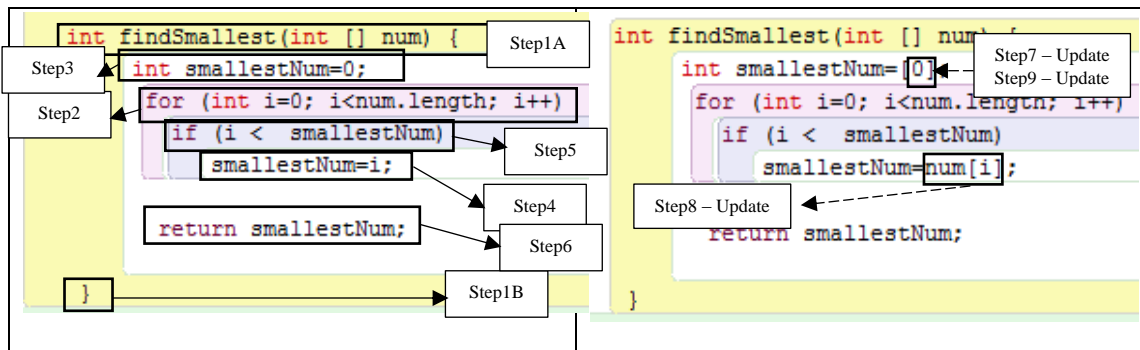 int findSmallest(int [] num) {
Step1A
Step3
int smallestNum=0;
Step2
for (int i=0; i<num.length; i++)
if (i < smallestNum)
Step5
smallestNum=i;
Step4
return smallestNum;
Step6
}
Step1B
int findSmallest(int [] num) {
Step7 – Update
Step9 – Update
int smallestNum=[0]
for (int i=0; i<num.length; i++)
if (i < smallestNum)
smallestNum=num[i];
Step8 – Update
return smallestNum;
}